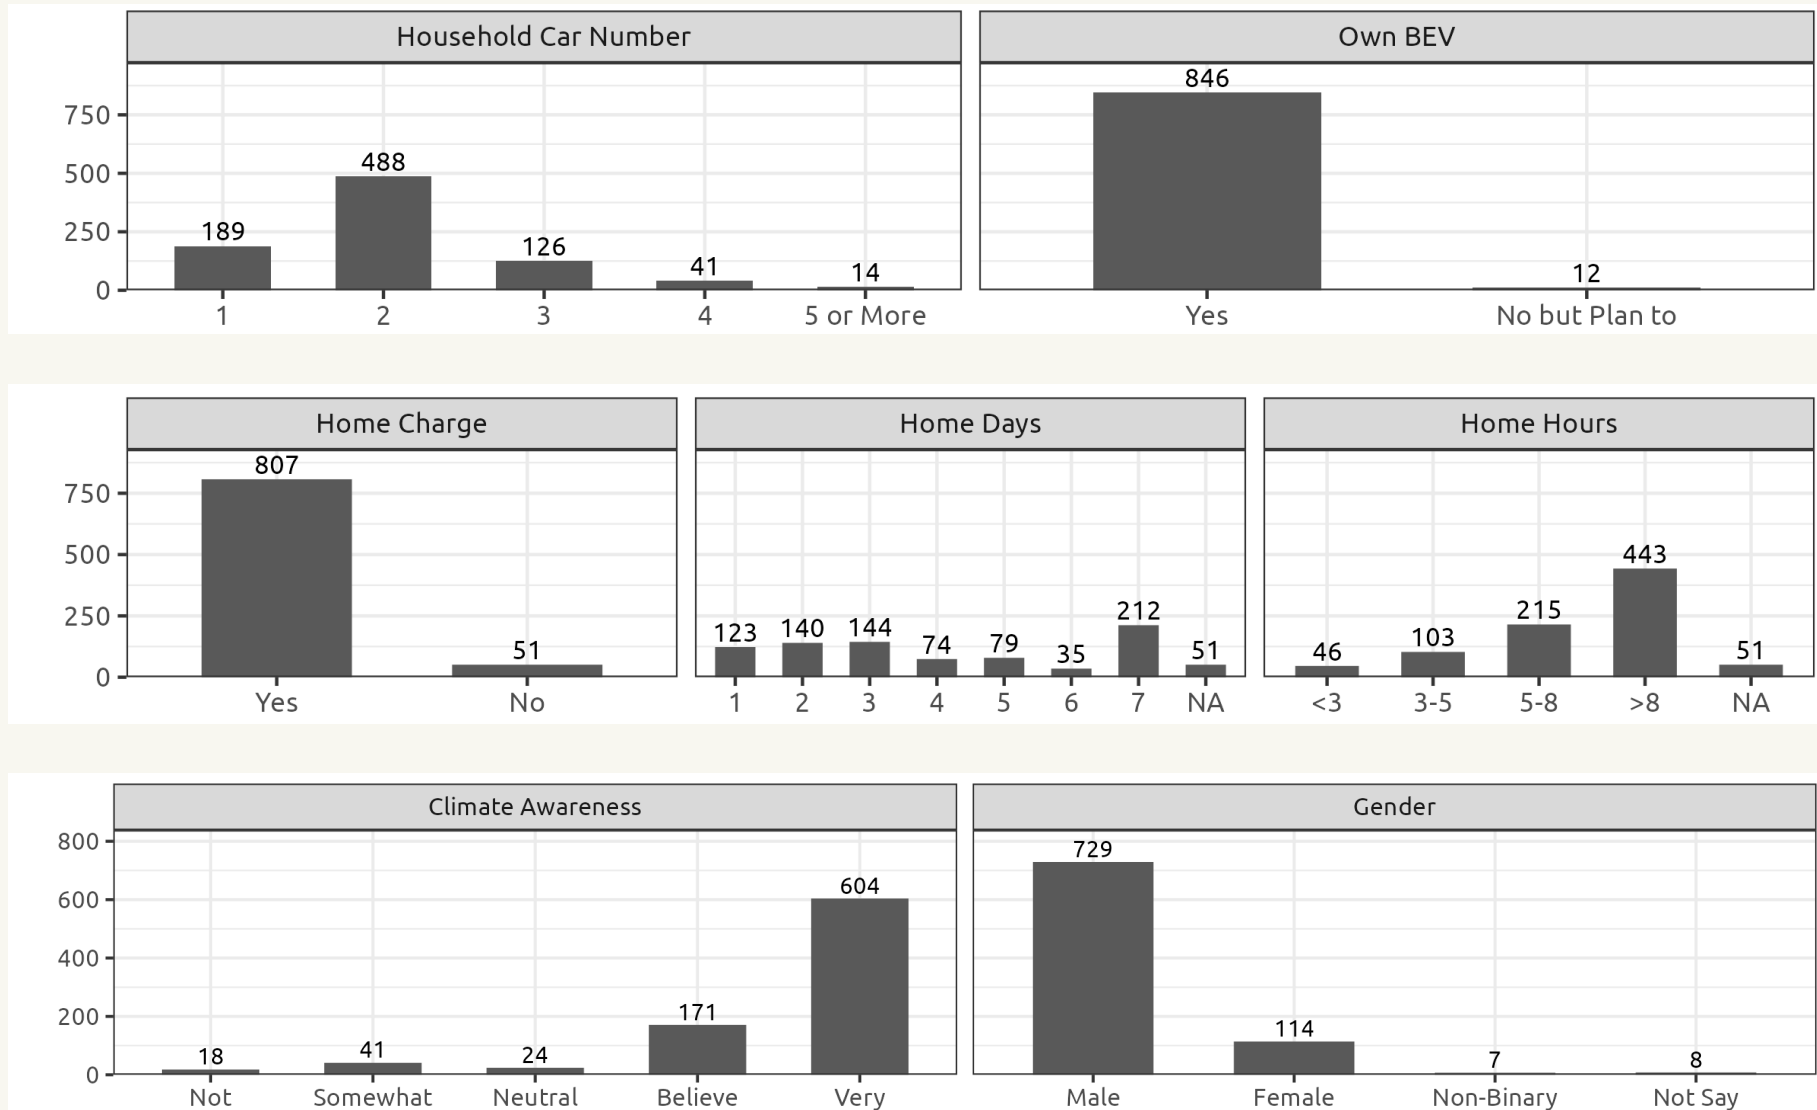 Household Car Number Own BEV
846
750
500 488
250 189 126
41 14 12
0
1 2 3 4 5 or More Yes No but Plan to
Home Charge Home Days Home Hours
807
750
500 443
250 212 215
123 140 144 74 79 35 51 46 103 51
51
0
Yes No 1 2 3 4 5 6 7 NA <3 3-5 5-8 >8 NA
Climate Awareness Gender
800 729
600 604
400
200 171 114
18 41 24 7 8
0
Not Somewhat Neutral Believe Very Male Female Non-Binary Not Say